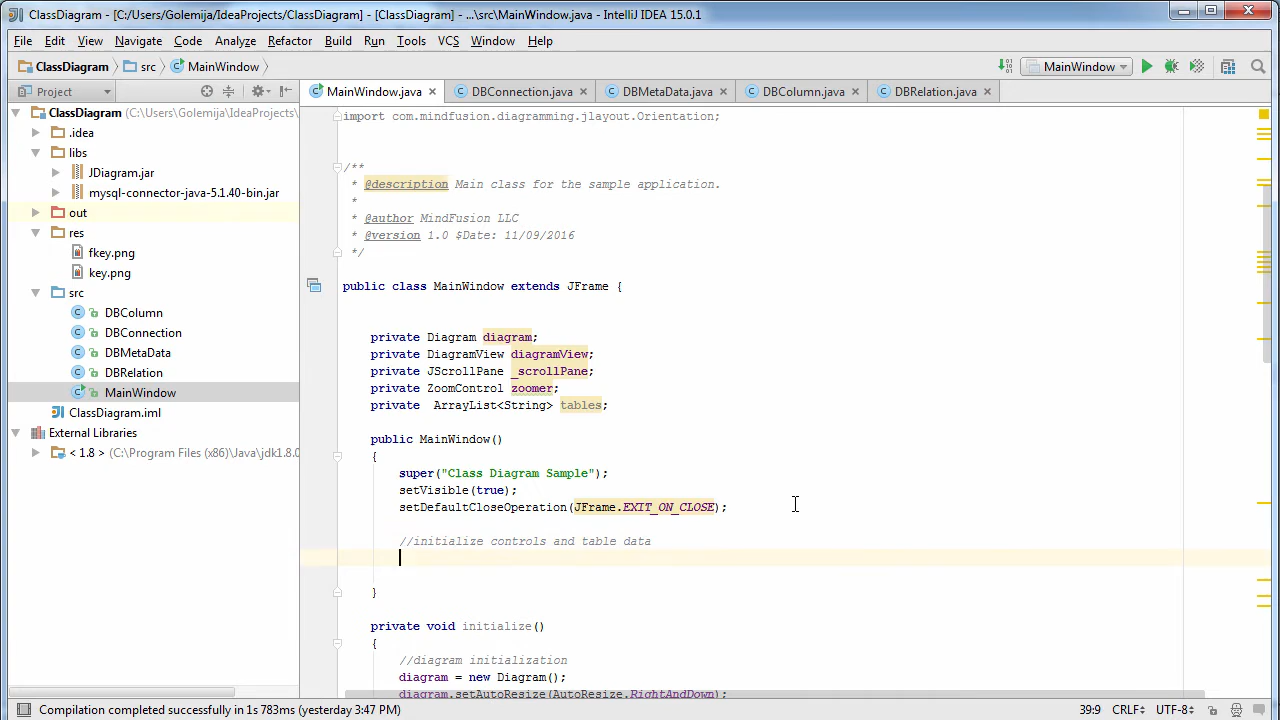 ClassDiagram - [C:/Users/Golemija/IdeaProjects/ClassDiagram] - [ClassDiagram] - ...\src\MainWindow.java - IntelliJ IDEA 15.0.1
File Edit View Navigate Code Analyze Refactor Build Run Tools VCS Window Help
ClassDiagram src MainWindow MainWindow
Project MainWindow.java DBConnection.java DBMetaData.java DBColumn.java DBRelation.java
ClassDiagram (C:\Users\Golemija\IdeaProjects\
.idea
libs
JDiagram.jar
mysql-connector-java-5.1.40-bin.jar
out
res
fkey.png
key.png
src
DBColumn
DBConnection
DBMetaData
DBRelation
MainWindow
ClassDiagram.iml
External Libraries
< 1.8 > (C:\Program Files (x86)\Java\jdk1.8.0
import com.mindfusion.diagramming.jlayout.Orientation;
/**
* @description Main class for the sample application.
*
* @author MindFusion LLC
* @version 1.0 $Date: 11/09/2016
*/
public class MainWindow extends JFrame {
private Diagram diagram;
private DiagramView diagramView;
private JScrollPane _scrollPane;
private ZoomControl zoomer;
private  ArrayList<String> tables;
public MainWindow()
{
super("Class Diagram Sample");
setVisible(true);
setDefaultCloseOperation(JFrame.EXIT_ON_CLOSE);
//initialize controls and table data
}
private void initialize()
{
//diagram initialization
diagram = new Diagram();
diagram.setAutoResize(AutoResize.RightAndDown);
Compilation completed successfully in 1s 783ms (yesterday 3:47 PM) 39:9 CRLF UTF-8